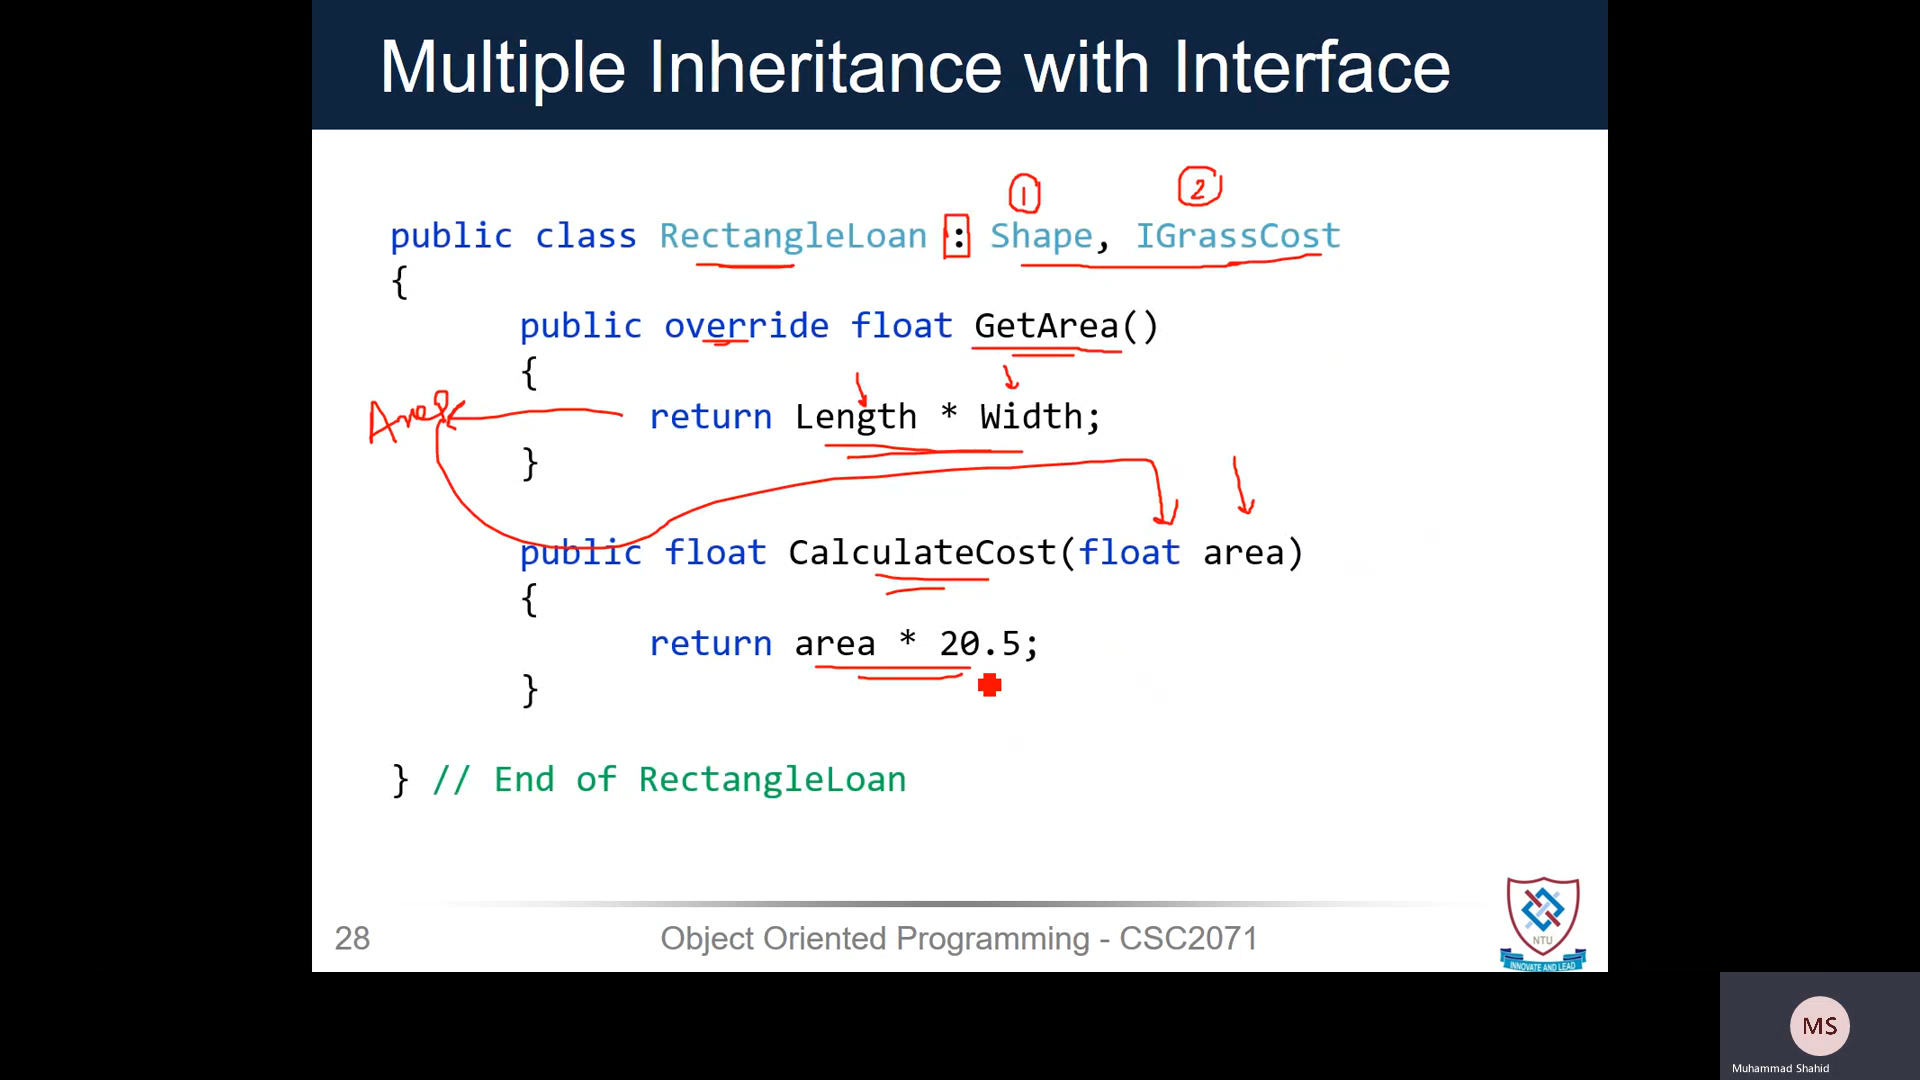 Multiple Inheritance with Interface
1 2
public class RectangleLoan : Shape, IGrassCost
{
public override float GetArea()
{
Area
return Length * Width;
}
public float CalculateCost(float area)
{
return area * 20.5;
}
} // End of RectangleLoan
28
Object Oriented Programming - CSC2071
NTU
INNOVATE AND LEAD
MS
Muhammad Shahid